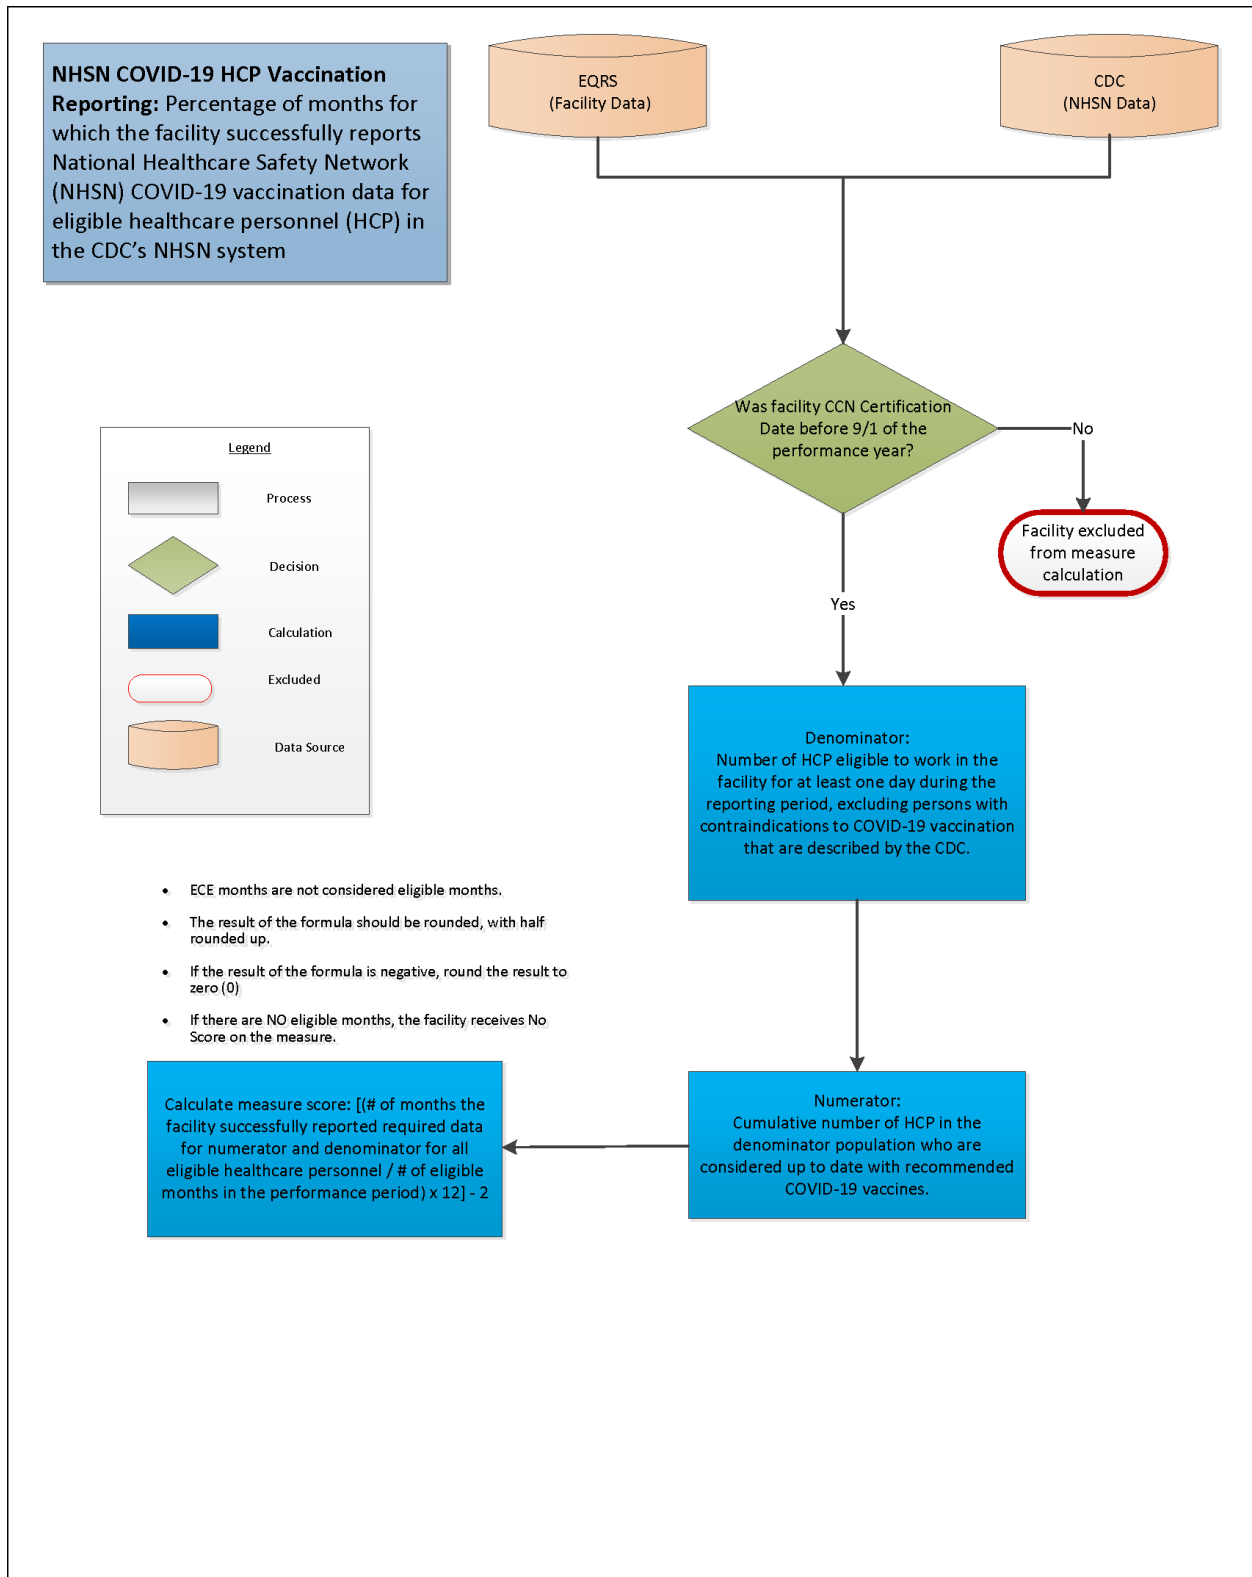 NHSN COVID-19 HCP Vaccination
Reporting: Percentage of months for
which the facility successfully reports
National Healthcare Safety Network
(NHSN) COVID-19 vaccination data for
eligible healthcare personnel (HCP) in
the CDC’s NHSN system
EQRS
(Facility Data)
CDC
(NHSN Data)
Was facility CCN Certification
Date before 9/1 of the
performance year?
No
Facility excluded
from measure
calculation
Yes
Legend
Process
Decision
Calculation
Excluded
Data Source
Denominator:
Number of HCP eligible to work in the
facility for at least one day during the
reporting period, excluding persons with
contraindications to COVID-19 vaccination
that are described by the CDC.
• ECE months are not considered eligible months.
• The result of the formula should be rounded, with half
rounded up.
• If the result of the formula is negative, round the result to
zero (0)
• If there are NO eligible months, the facility receives No
Score on the measure.
Numerator:
Cumulative number of HCP in the
denominator population who are
considered up to date with recommended
COVID-19 vaccines.
Calculate measure score: [(# of months the
facility successfully reported required data
for numerator and denominator for all
eligible healthcare personnel / # of eligible
months in the performance period) x 12] - 2